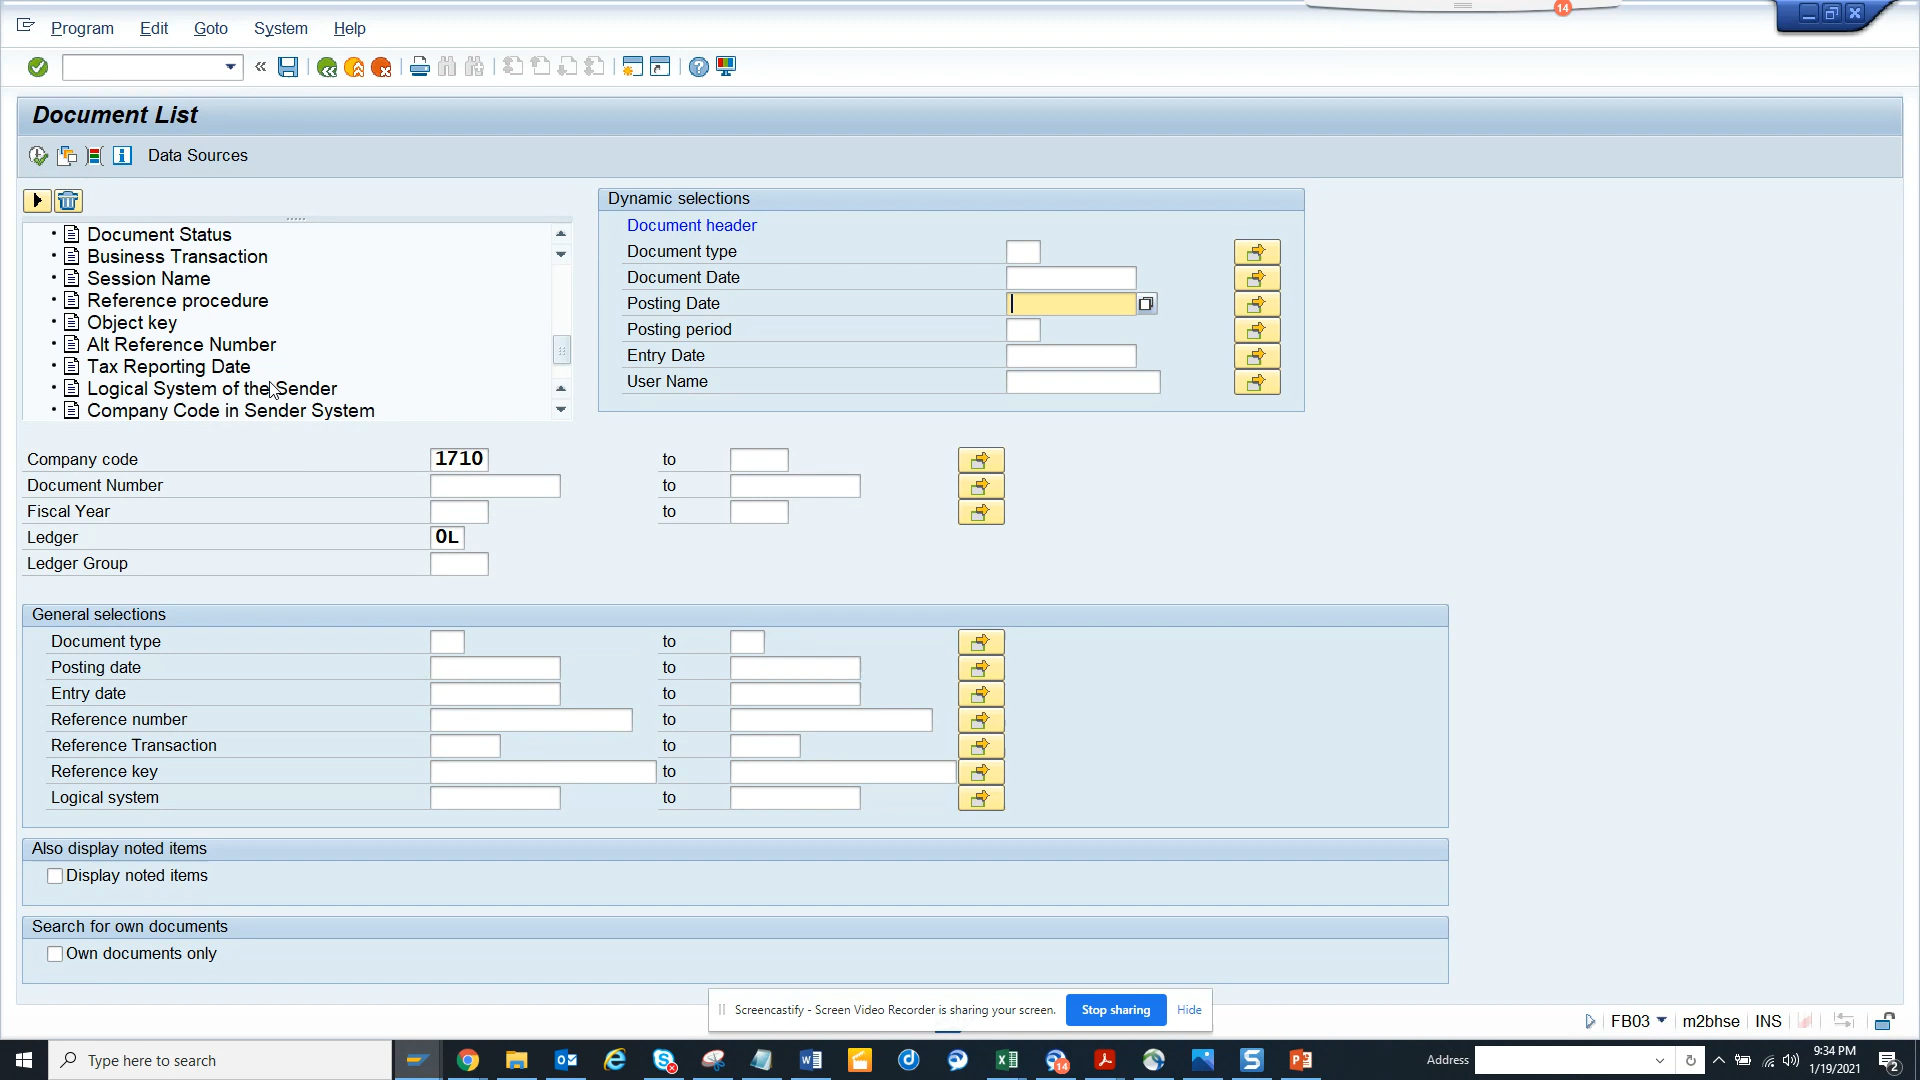 14
Program Edit Goto System Help
Document List
Data Sources
Dynamic selections
Document header
Document Status
Business Transaction
Session Name
Reference procedure
Object key
Alt Reference Number
Tax Reporting Date
Logical System of the Sender
Company Code in Sender System
Document type
Document Date
Posting Date
Posting period
Entry Date
User Name
Company code 1710 to
Document Number to
Fiscal Year to
Ledger 0L
Ledger Group
General selections
Document type to
Posting date to
Entry date to
Reference number to
Reference Transaction to
Reference key to
Logical system to
Also display noted items
Display noted items
Search for own documents
Own documents only
Screencastify - Screen Video Recorder is sharing your screen. Stop sharing Hide
FB03 m2bhse INS
Type here to search
14
Address
9:34 PM
1/19/2021
2